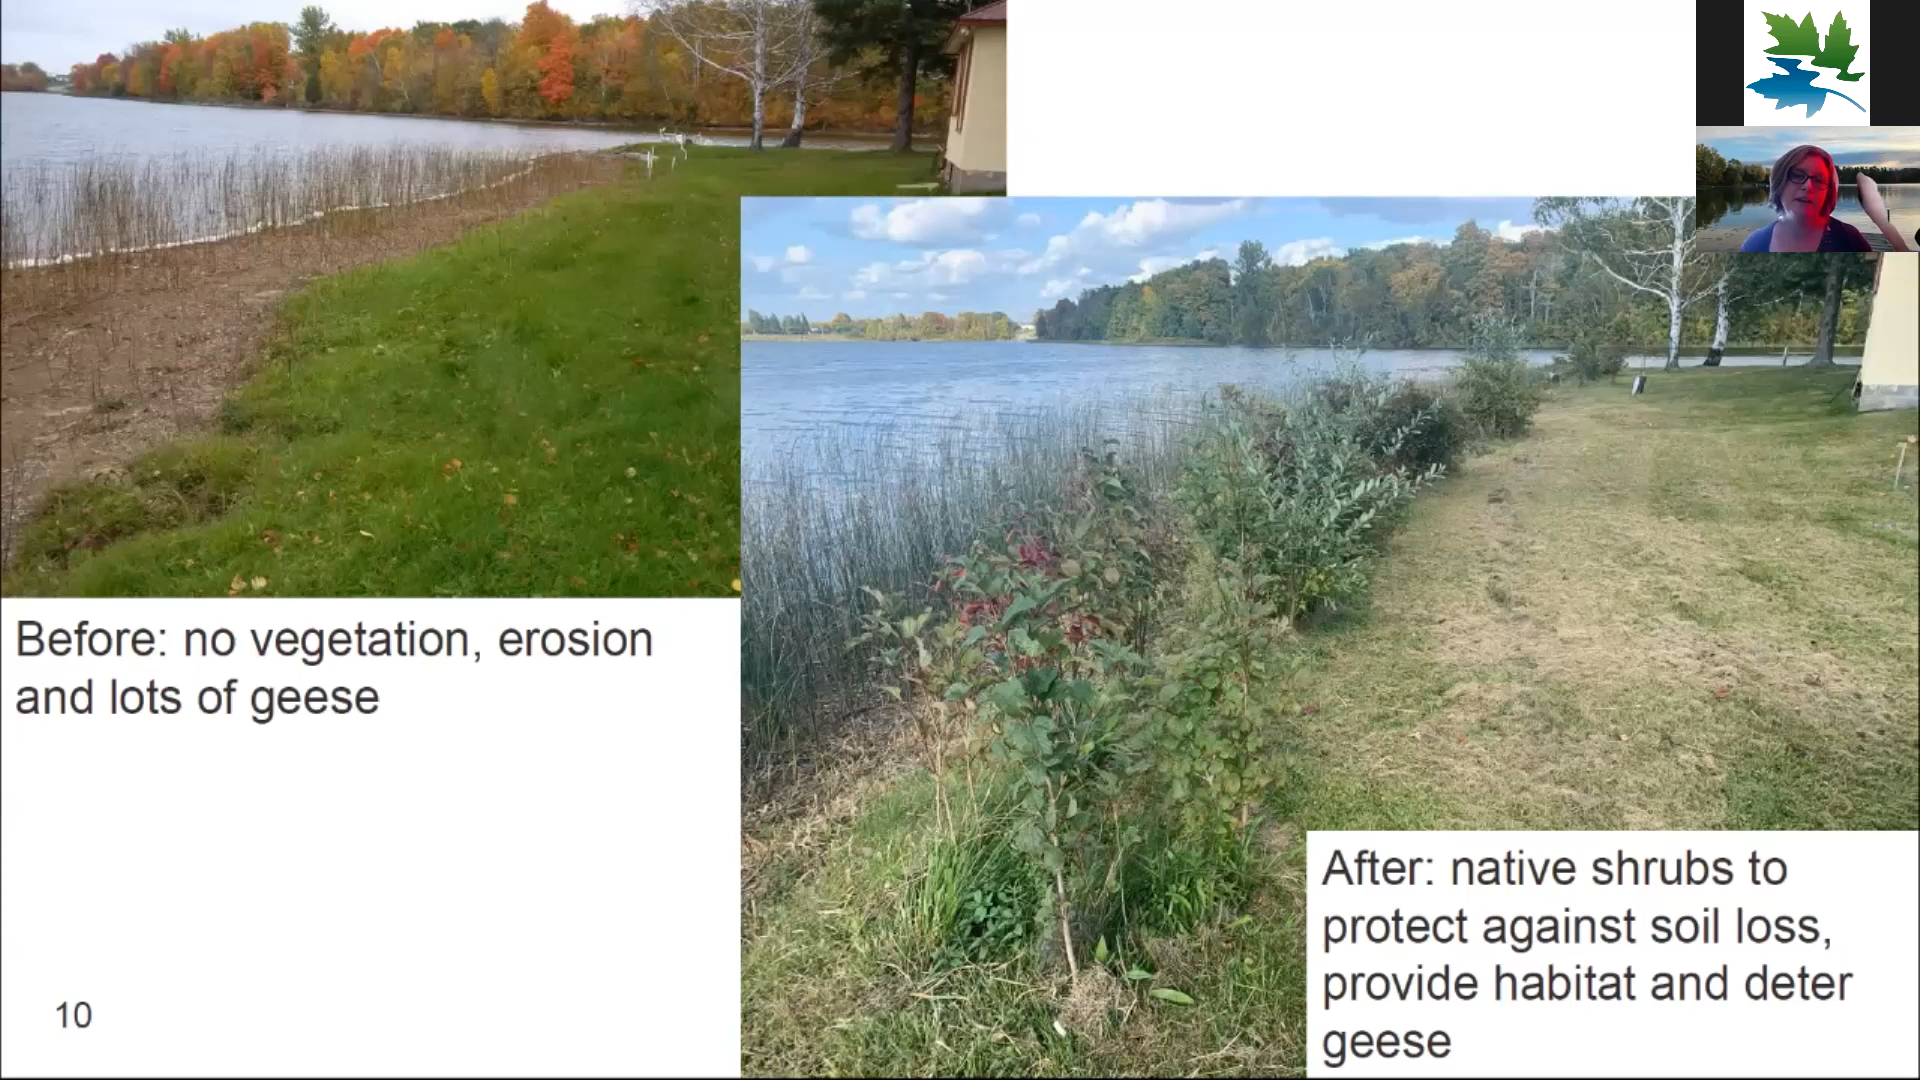 Before: no vegetation, erosion
and lots of geese
After: native shrubs to
protect against soil loss,
provide habitat and deter
geese
10